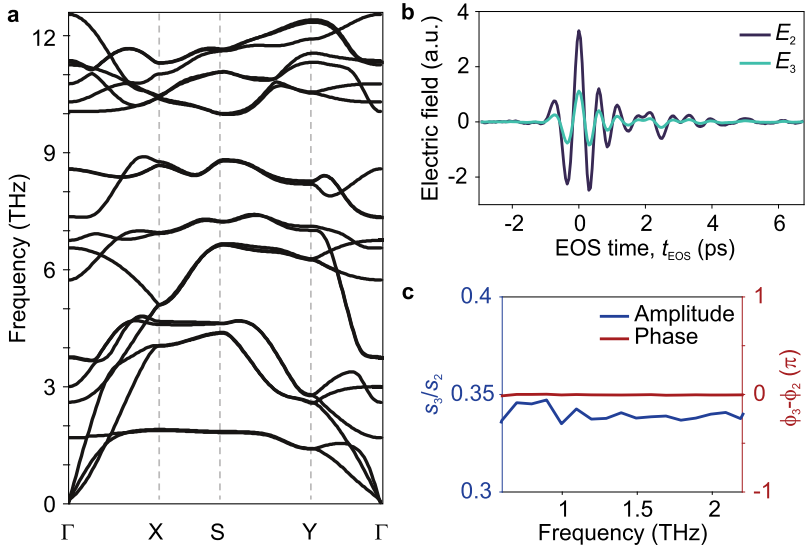 a
12
9
6
3
0
Frequency (THz)
Γ X S Y Γ
b
4
2
0
-2
Electric field (a.u.)
E2
E3
-2 0 2 4 6
EOS time, tEOS (ps)
c
0.4
0.35
0.3
s3/s2
Amplitude
Phase
1
0
-1
ϕ3-ϕ2 (π)
1 1.5 2
Frequency (THz)